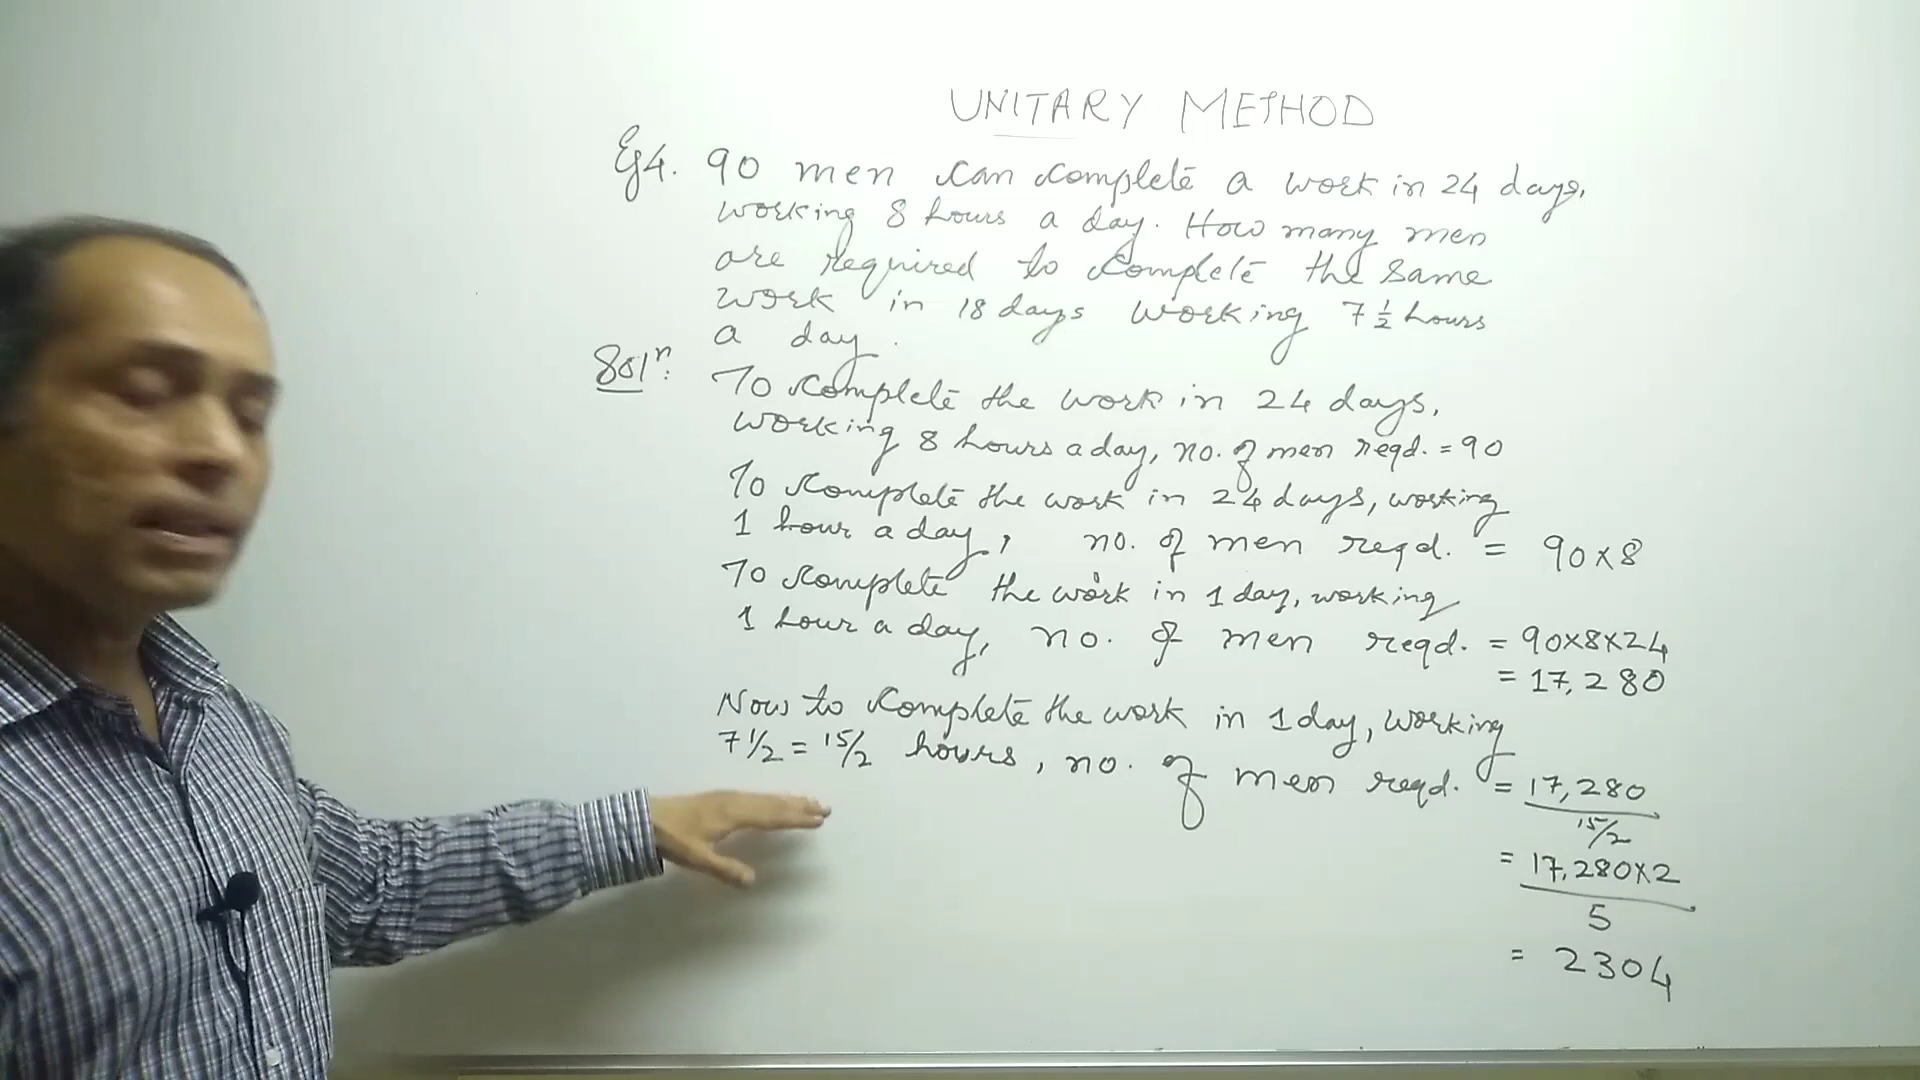 UNITARY METHOD
Eg4. 90 men can complete a work in 24 days,
working 8 hours a day. How many men
are required to complete the same
work in 18 days working 7 1/2 hours
a day.
Solⁿ: To complete the work in 24 days,
working 8 hours a day, no. of men reqd. = 90
To complete the work in 24 days, working
1 hour a day, no. of men reqd. = 90x8
To complete the work in 1 day, working
1 hour a day, no. of men reqd. = 90x8x24
= 17,280
Now to complete the work in 1 day, working
7 1/2 = 15/2 hours, no. of men reqd. = 17,280
15/2
= 17,280x2
5
= 2304